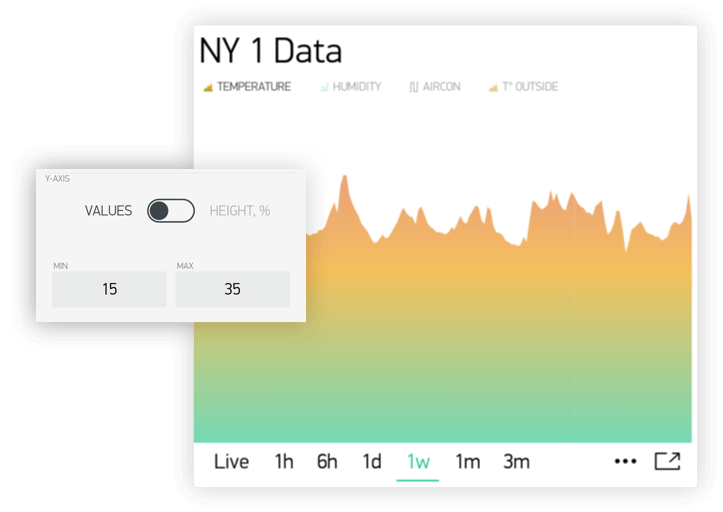 NY 1 Data
TEMPERATURE HUMIDITY AIRCON T° OUTSIDE
Y-AXIS
VALUES HEIGHT, %
MIN MAX
15 35
Live 1h 6h 1d 1w 1m 3m